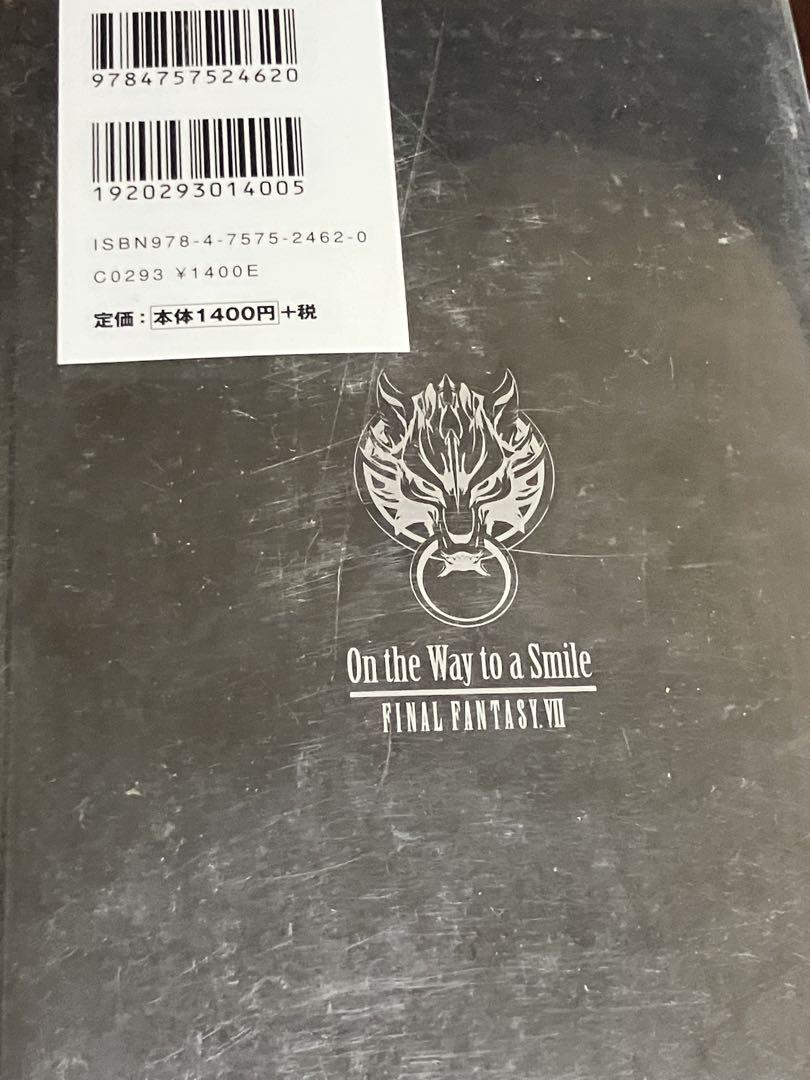 9784757524620
1920293014005
ISBN978-4-7575-2462-0
C0293 ¥1400E
定価：本体1400円+税
On the Way to a Smile
FINAL FANTASY.VII